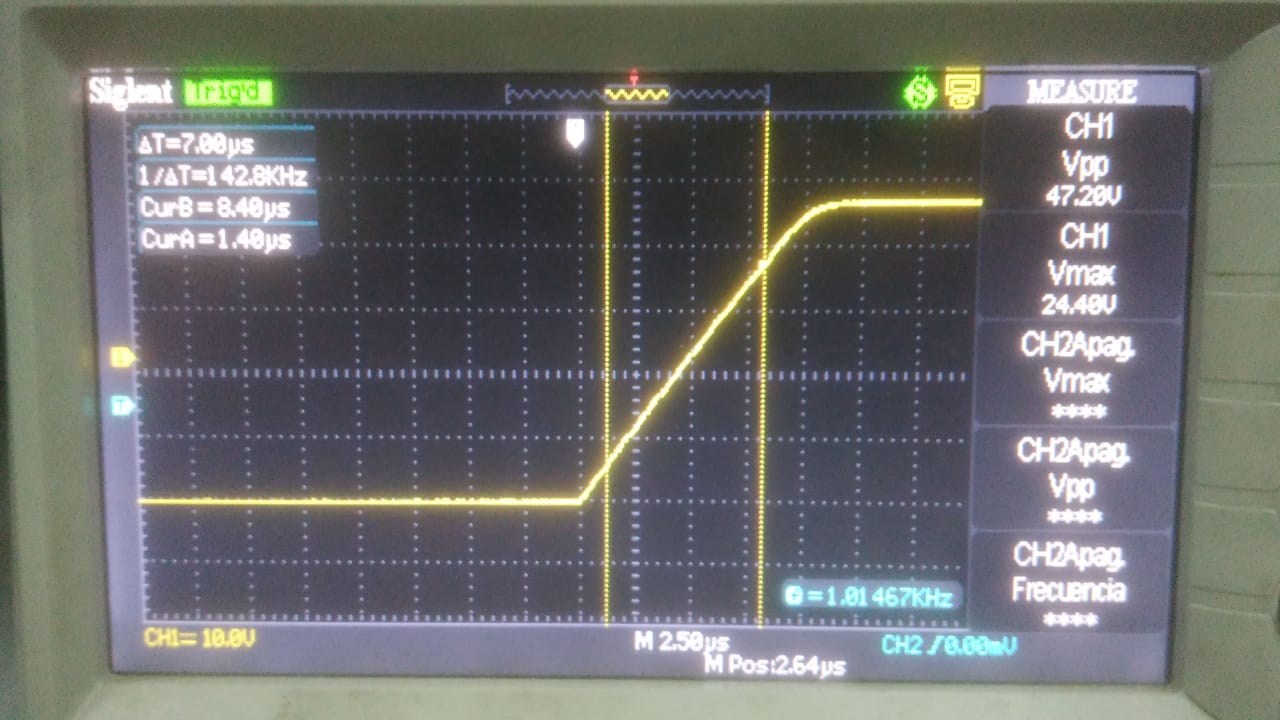 Siglent Trig'd
MEASURE
ΔT=7.00µs
1/ΔT=142.8KHz
CurB=8.40µs
CurA=1.40µs
CH1
Vpp
47.20V
CH1
Vmax
24.40V
CH2Apag.
Vmax
****
CH2Apag.
Vpp
****
CH2Apag.
Frecuencia
****
=1.01467KHz
CH1 10.0V
M 2.50µs
CH2 /0.00mV
M Pos:2.64µs